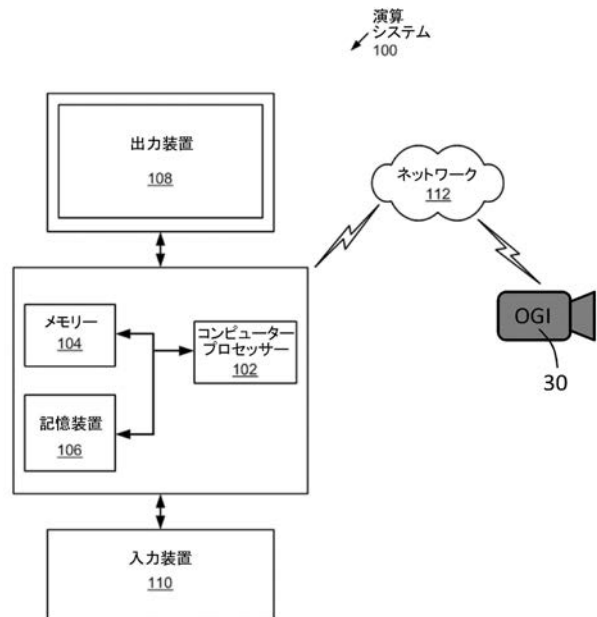 演算
システム
100
出力装置
108
ネットワーク
112
メモリー
104
コンピューター
プロセッサー
102
OGI
30
記憶装置
106
入力装置
110